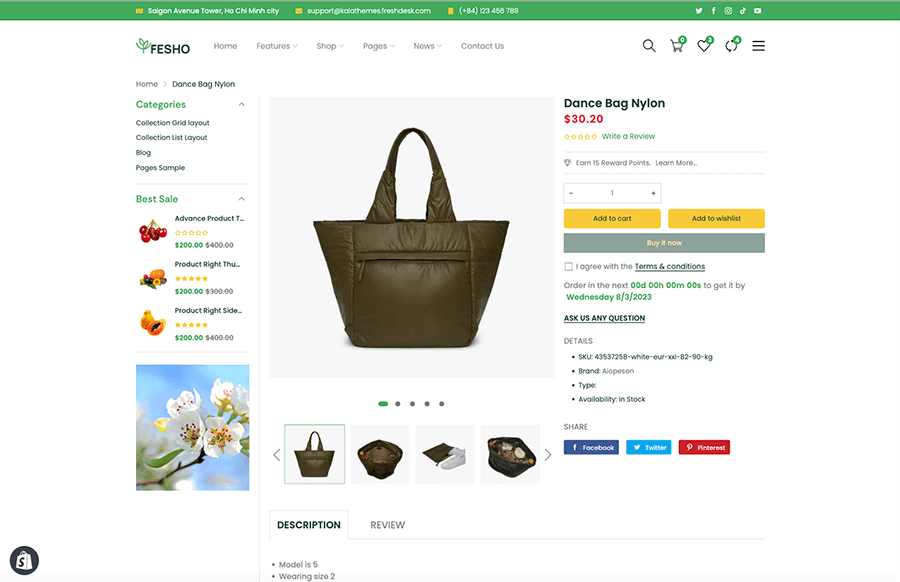 Saigon Avenue Tower, Ho Chi Minh city
support@kalathemes.freshdesk.com
(+84) 123 456 789
FESHO
Home
Features
Shop
Pages
News
Contact Us
0
3
4
Home > Dance Bag Nylon
Categories
Collection Grid layout
Collection List Layout
Blog
Pages Sample
Best Sale
Advance Product T...
$200.00 $400.00
Product Right Thu...
$200.00 $300.00
Product Right Side...
$200.00 $400.00
Dance Bag Nylon
$30.20
Write a Review
Earn 15 Reward Points. Learn More...
- 1 +
Add to cart
Add to wishlist
Buy it now
I agree with the Terms & conditions
Order in the next 00d 00h 00m 00s to get it by
Wednesday 8/3/2023
ASK US ANY QUESTION
DETAILS
SKU: 43537258-white-eur-xxl-82-90-kg
Brand: Aiopeson
Type:
Availability: In Stock
SHARE
Facebook
Twitter
Pinterest
DESCRIPTION
REVIEW
Model is 5
Wearing size 2